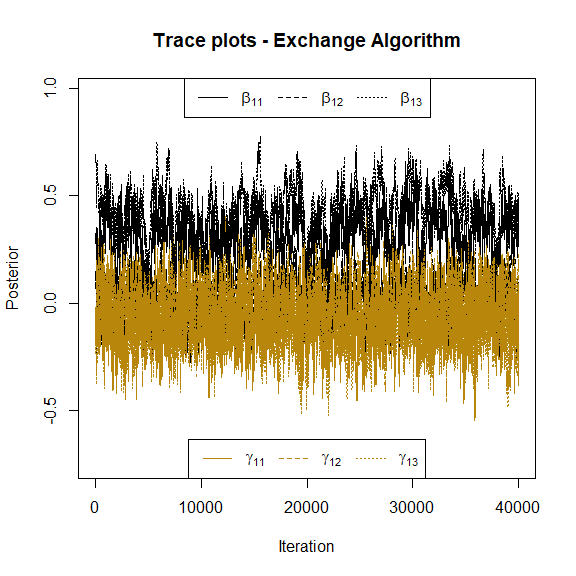 Trace plots - Exchange Algorithm
β11 β12 β13
1.0
0.5
0.0
-0.5
Posterior
γ11 γ12 γ13
0 10000 20000 30000 40000
Iteration